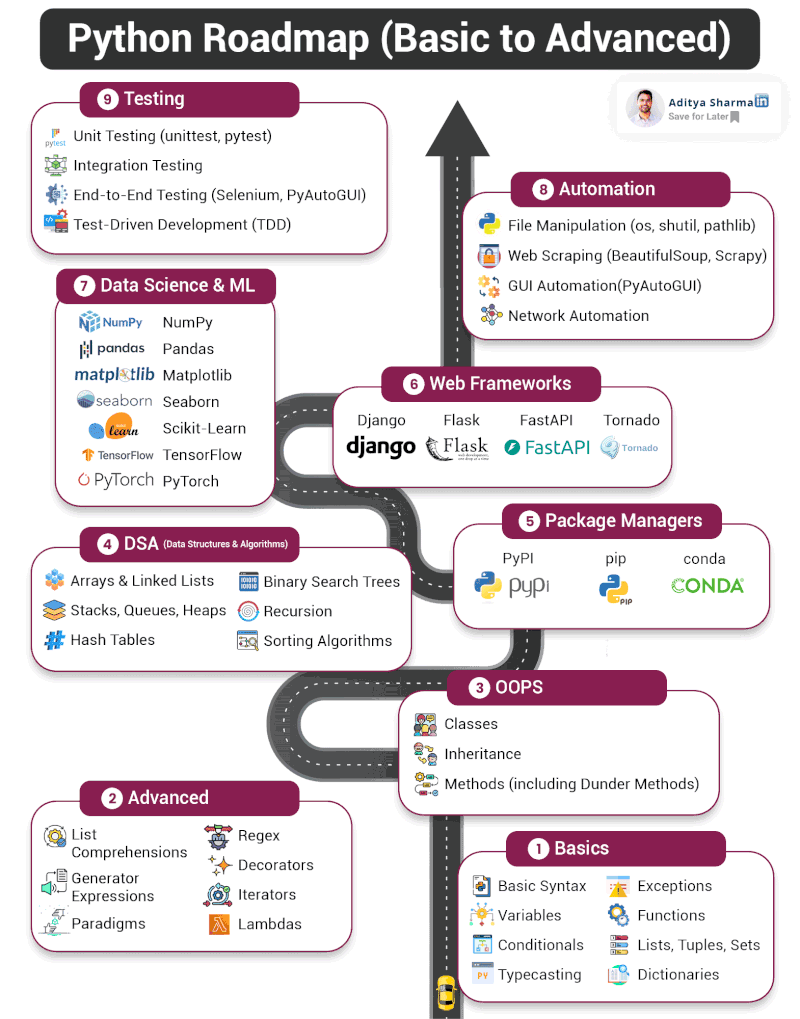 Python Roadmap (Basic to Advanced)
Aditya Sharma in
Save for Later
9 Testing
pytest Unit Testing (unittest, pytest)
Integration Testing
End-to-End Testing (Selenium, PyAutoGUI)
Test-Driven Development (TDD)
8 Automation
File Manipulation (os, shutil, pathlib)
Web Scraping (BeautifulSoup, Scrapy)
GUI Automation(PyAutoGUI)
Network Automation
7 Data Science & ML
NumPy NumPy
pandas Pandas
matplotlib Matplotlib
seaborn Seaborn
learn Scikit-Learn
TensorFlow TensorFlow
PyTorch PyTorch
6 Web Frameworks
Django Flask FastAPI Tornado
django Flask FastAPI Tornado
5 Package Managers
PyPI pip conda
pypi PIP CONDA
4 DSA (Data Structures & Algorithms)
Arrays & Linked Lists
Stacks, Queues, Heaps
Hash Tables
Binary Search Trees
Recursion
Sorting Algorithms
3 OOPS
Classes
Inheritance
Methods (including Dunder Methods)
2 Advanced
List
Comprehensions
Generator
Expressions
Paradigms
Regex
Decorators
Iterators
Lambdas
1 Basics
Basic Syntax
Variables
Conditionals
PY Typecasting
Exceptions
Functions
Lists, Tuples, Sets
Dictionaries